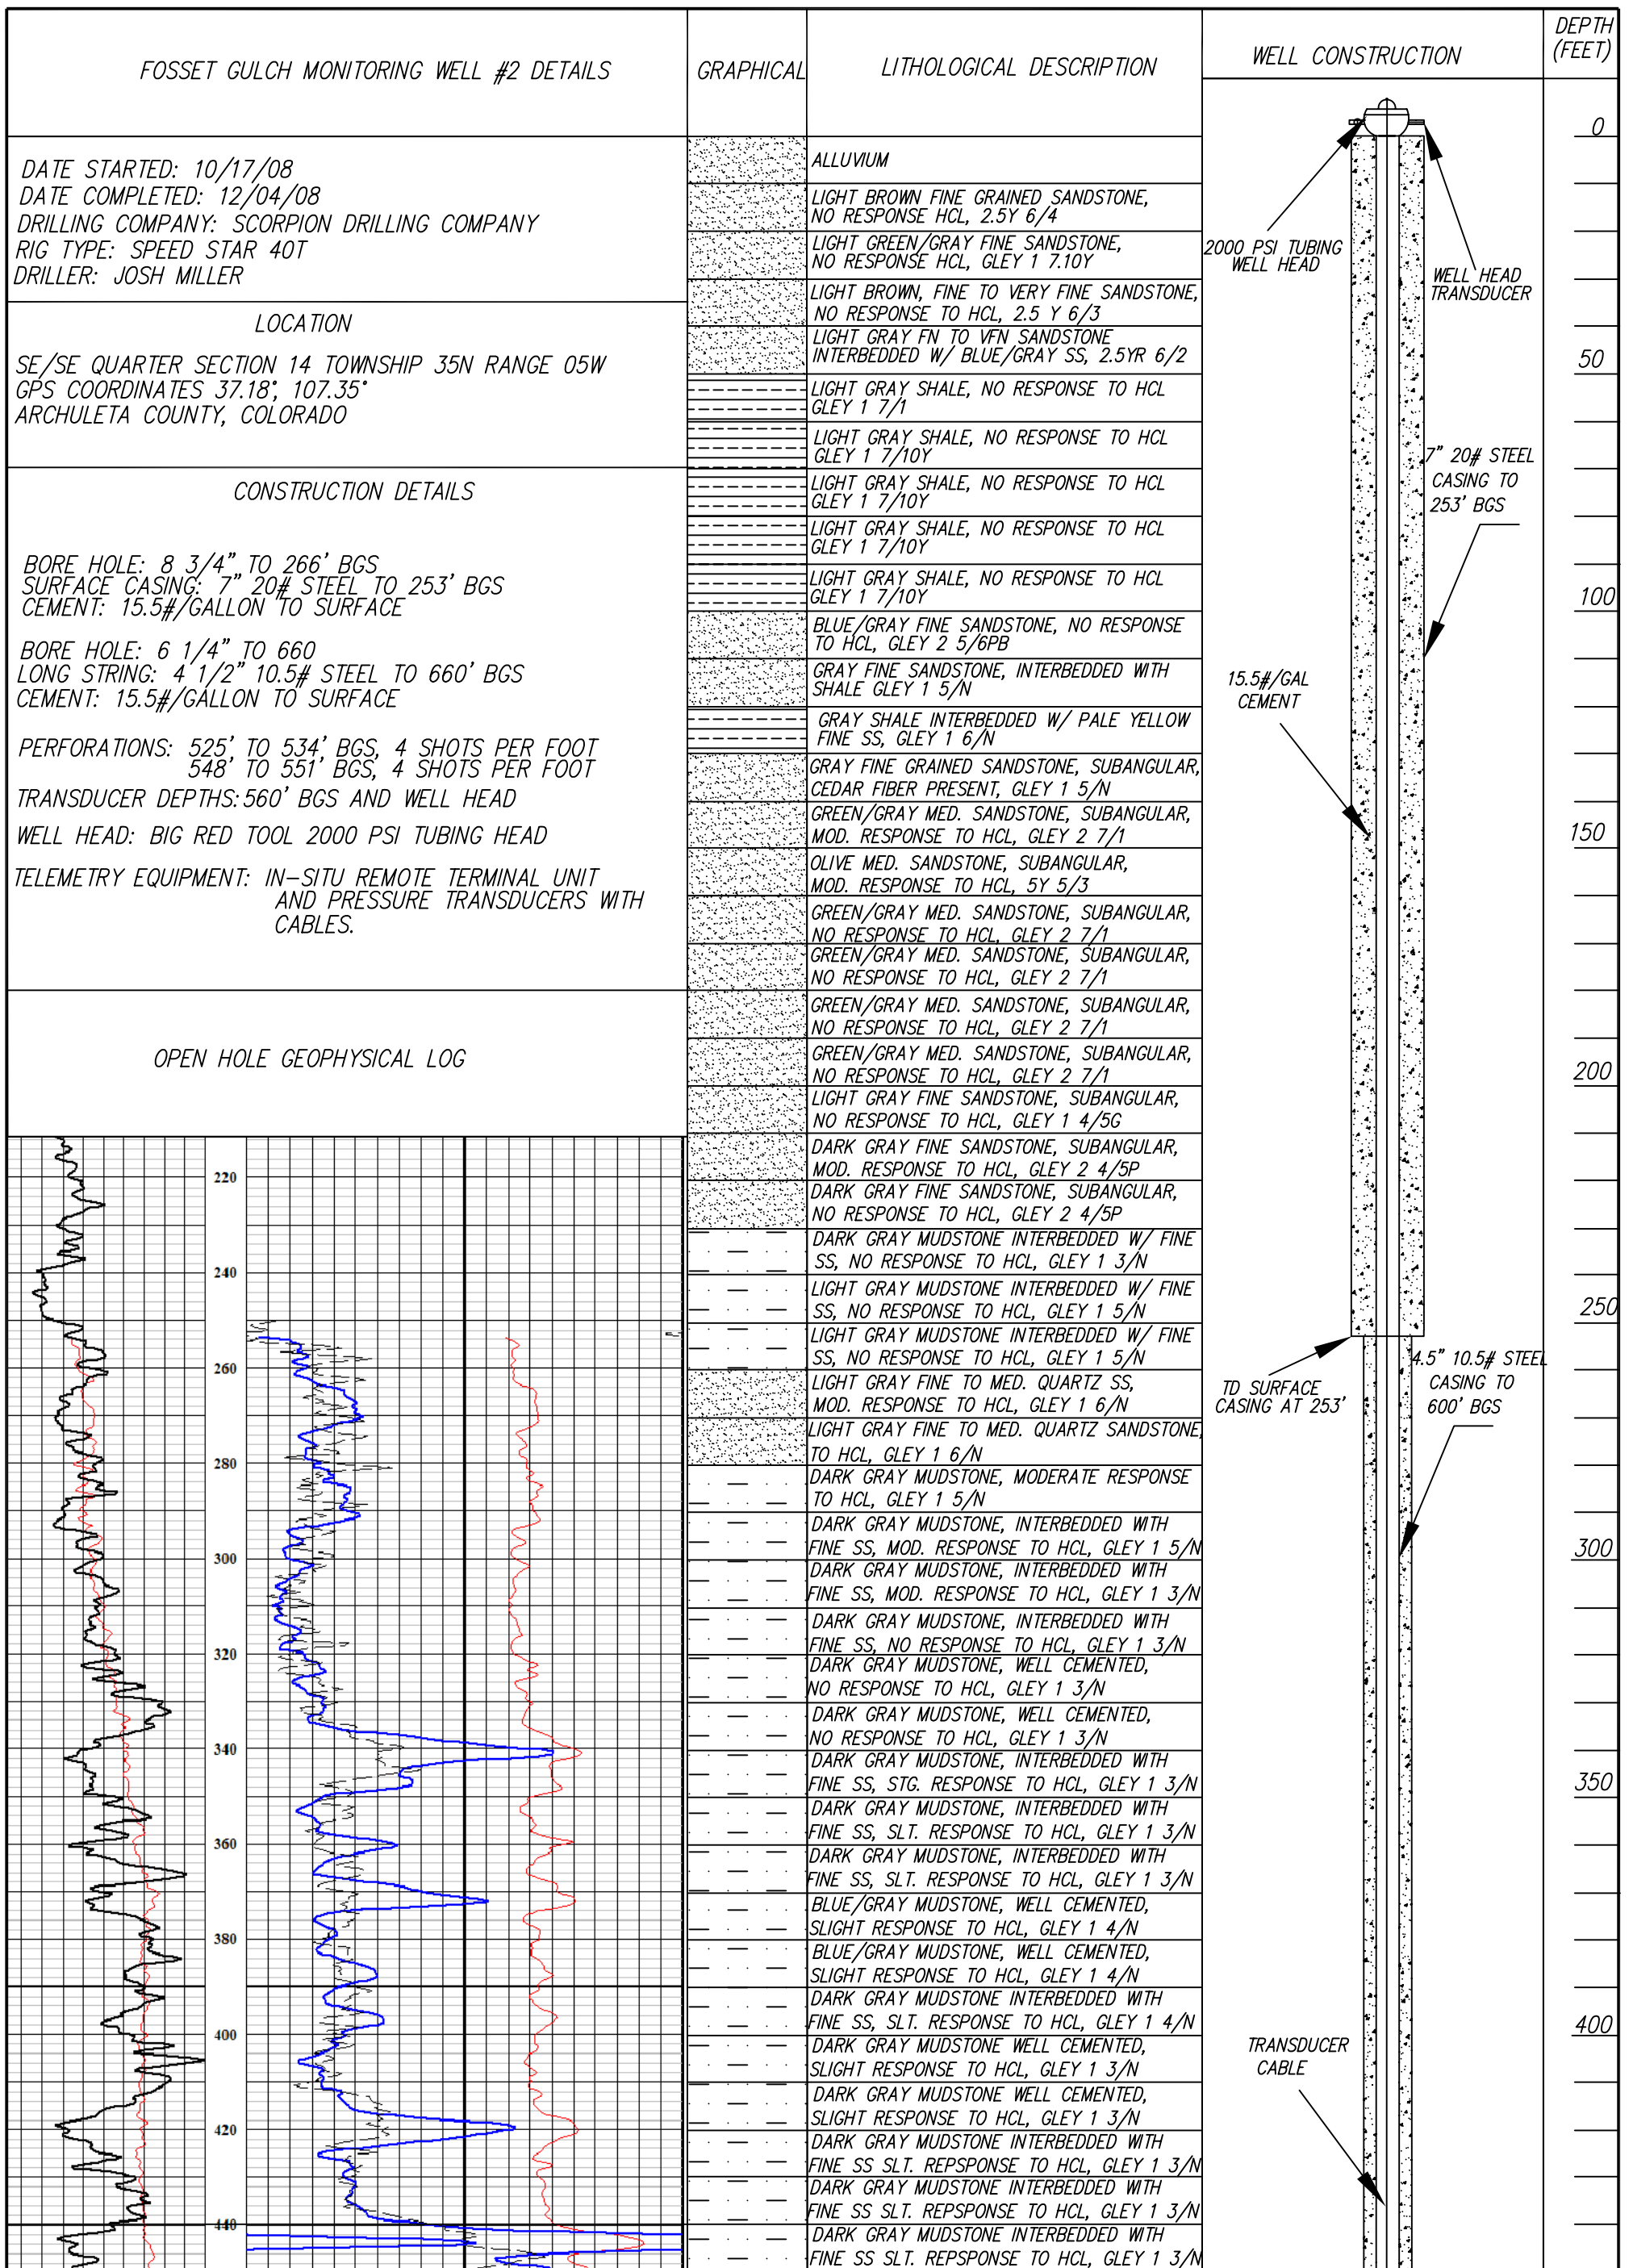 FOSSET GULCH MONITORING WELL #2 DETAILS
GRAPHICAL
LITHOLOGICAL DESCRIPTION
WELL CONSTRUCTION
DEPTH
(FEET)
DATE STARTED: 10/17/08
DATE COMPLETED: 12/04/08
DRILLING COMPANY: SCORPION DRILLING COMPANY
RIG TYPE: SPEED STAR 40T
DRILLER: JOSH MILLER
LOCATION
SE/SE QUARTER SECTION 14 TOWNSHIP 35N RANGE 05W
GPS COORDINATES 37.18°, 107.35°
ARCHULETA COUNTY, COLORADO
CONSTRUCTION DETAILS
BORE HOLE: 8 3/4" TO 266' BGS
SURFACE CASING: 7" 20# STEEL TO 253' BGS
CEMENT: 15.5#/GALLON TO SURFACE
BORE HOLE: 6 1/4" TO 660
LONG STRING: 4 1/2" 10.5# STEEL TO 660' BGS
CEMENT: 15.5#/GALLON TO SURFACE
PERFORATIONS: 525' TO 534' BGS, 4 SHOTS PER FOOT
548' TO 551' BGS, 4 SHOTS PER FOOT
TRANSDUCER DEPTHS: 560' BGS AND WELL HEAD
WELL HEAD: BIG RED TOOL 2000 PSI TUBING HEAD
TELEMETRY EQUIPMENT: IN-SITU REMOTE TERMINAL UNIT
AND PRESSURE TRANSDUCERS WITH
CABLES.
OPEN HOLE GEOPHYSICAL LOG
220
240
260
280
300
320
340
360
380
400
420
440
ALLUVIUM
LIGHT BROWN FINE GRAINED SANDSTONE,
NO RESPONSE HCL, 2.5Y 6/4
LIGHT GREEN/GRAY FINE SANDSTONE,
NO RESPONSE HCL, GLEY 1 7.10Y
LIGHT BROWN, FINE TO VERY FINE SANDSTONE,
NO RESPONSE TO HCL, 2.5 Y 6/3
LIGHT GRAY FN TO VFN SANDSTONE
INTERBEDDED W/ BLUE/GRAY SS, 2.5YR 6/2
LIGHT GRAY SHALE, NO RESPONSE TO HCL
GLEY 1 7/1
LIGHT GRAY SHALE, NO RESPONSE TO HCL
GLEY 1 7/10Y
LIGHT GRAY SHALE, NO RESPONSE TO HCL
GLEY 1 7/10Y
LIGHT GRAY SHALE, NO RESPONSE TO HCL
GLEY 1 7/10Y
LIGHT GRAY SHALE, NO RESPONSE TO HCL
GLEY 1 7/10Y
BLUE/GRAY FINE SANDSTONE, NO RESPONSE
TO HCL, GLEY 2 5/6PB
GRAY FINE SANDSTONE, INTERBEDDED WITH
SHALE GLEY 1 5/N
GRAY SHALE INTERBEDDED W/ PALE YELLOW
FINE SS, GLEY 1 6/N
GRAY FINE GRAINED SANDSTONE, SUBANGULAR,
CEDAR FIBER PRESENT, GLEY 1 5/N
GREEN/GRAY MED. SANDSTONE, SUBANGULAR,
MOD. RESPONSE TO HCL, GLEY 2 7/1
OLIVE MED. SANDSTONE, SUBANGULAR,
MOD. RESPONSE TO HCL, 5Y 5/3
GREEN/GRAY MED. SANDSTONE, SUBANGULAR,
NO RESPONSE TO HCL, GLEY 2 7/1
GREEN/GRAY MED. SANDSTONE, SUBANGULAR,
NO RESPONSE TO HCL, GLEY 2 7/1
GREEN/GRAY MED. SANDSTONE, SUBANGULAR,
NO RESPONSE TO HCL, GLEY 2 7/1
GREEN/GRAY MED. SANDSTONE, SUBANGULAR,
NO RESPONSE TO HCL, GLEY 2 7/1
LIGHT GRAY FINE SANDSTONE, SUBANGULAR,
NO RESPONSE TO HCL, GLEY 1 4/5G
DARK GRAY FINE SANDSTONE, SUBANGULAR,
MOD. RESPONSE TO HCL, GLEY 2 4/5P
DARK GRAY FINE SANDSTONE, SUBANGULAR,
NO RESPONSE TO HCL, GLEY 2 4/5P
DARK GRAY MUDSTONE INTERBEDDED W/ FINE
SS, NO RESPONSE TO HCL, GLEY 1 3/N
LIGHT GRAY MUDSTONE INTERBEDDED W/ FINE
SS, NO RESPONSE TO HCL, GLEY 1 5/N
LIGHT GRAY MUDSTONE INTERBEDDED W/ FINE
SS, NO RESPONSE TO HCL, GLEY 1 5/N
LIGHT GRAY FINE TO MED. QUARTZ SS,
MOD. RESPONSE TO HCL, GLEY 1 6/N
LIGHT GRAY FINE TO MED. QUARTZ SANDSTONE,
TO HCL, GLEY 1 6/N
DARK GRAY MUDSTONE, MODERATE RESPONSE
TO HCL, GLEY 1 5/N
DARK GRAY MUDSTONE, INTERBEDDED WITH
FINE SS, MOD. RESPONSE TO HCL, GLEY 1 5/N
DARK GRAY MUDSTONE, INTERBEDDED WITH
FINE SS, MOD. RESPONSE TO HCL, GLEY 1 3/N
DARK GRAY MUDSTONE, INTERBEDDED WITH
FINE SS, NO RESPONSE TO HCL, GLEY 1 3/N
DARK GRAY MUDSTONE, WELL CEMENTED,
NO RESPONSE TO HCL, GLEY 1 3/N
DARK GRAY MUDSTONE, WELL CEMENTED,
NO RESPONSE TO HCL, GLEY 1 3/N
DARK GRAY MUDSTONE, INTERBEDDED WITH
FINE SS, STG. RESPONSE TO HCL, GLEY 1 3/N
DARK GRAY MUDSTONE, INTERBEDDED WITH
FINE SS, SLT. RESPONSE TO HCL, GLEY 1 3/N
DARK GRAY MUDSTONE, INTERBEDDED WITH
FINE SS, SLT. RESPONSE TO HCL, GLEY 1 3/N
BLUE/GRAY MUDSTONE, WELL CEMENTED,
SLIGHT RESPONSE TO HCL, GLEY 1 4/N
BLUE/GRAY MUDSTONE, WELL CEMENTED,
SLIGHT RESPONSE TO HCL, GLEY 1 4/N
DARK GRAY MUDSTONE INTERBEDDED WITH
FINE SS, SLT. RESPONSE TO HCL, GLEY 1 4/N
DARK GRAY MUDSTONE WELL CEMENTED,
SLIGHT RESPONSE TO HCL, GLEY 1 3/N
DARK GRAY MUDSTONE WELL CEMENTED,
SLIGHT RESPONSE TO HCL, GLEY 1 3/N
DARK GRAY MUDSTONE INTERBEDDED WITH
FINE SS SLT. REPSPONSE TO HCL, GLEY 1 3/N
DARK GRAY MUDSTONE INTERBEDDED WITH
FINE SS SLT. REPSPONSE TO HCL, GLEY 1 3/N
DARK GRAY MUDSTONE INTERBEDDED WITH
FINE SS SLT. REPSPONSE TO HCL, GLEY 1 3/N
2000 PSI TUBING
WELL HEAD
WELL HEAD
TRANSDUCER
7" 20# STEEL
CASING TO
253' BGS
15.5#/GAL
CEMENT
TD SURFACE
CASING AT 253'
4.5" 10.5# STEEL
CASING TO
600' BGS
TRANSDUCER
CABLE
0
50
100
150
200
250
300
350
400